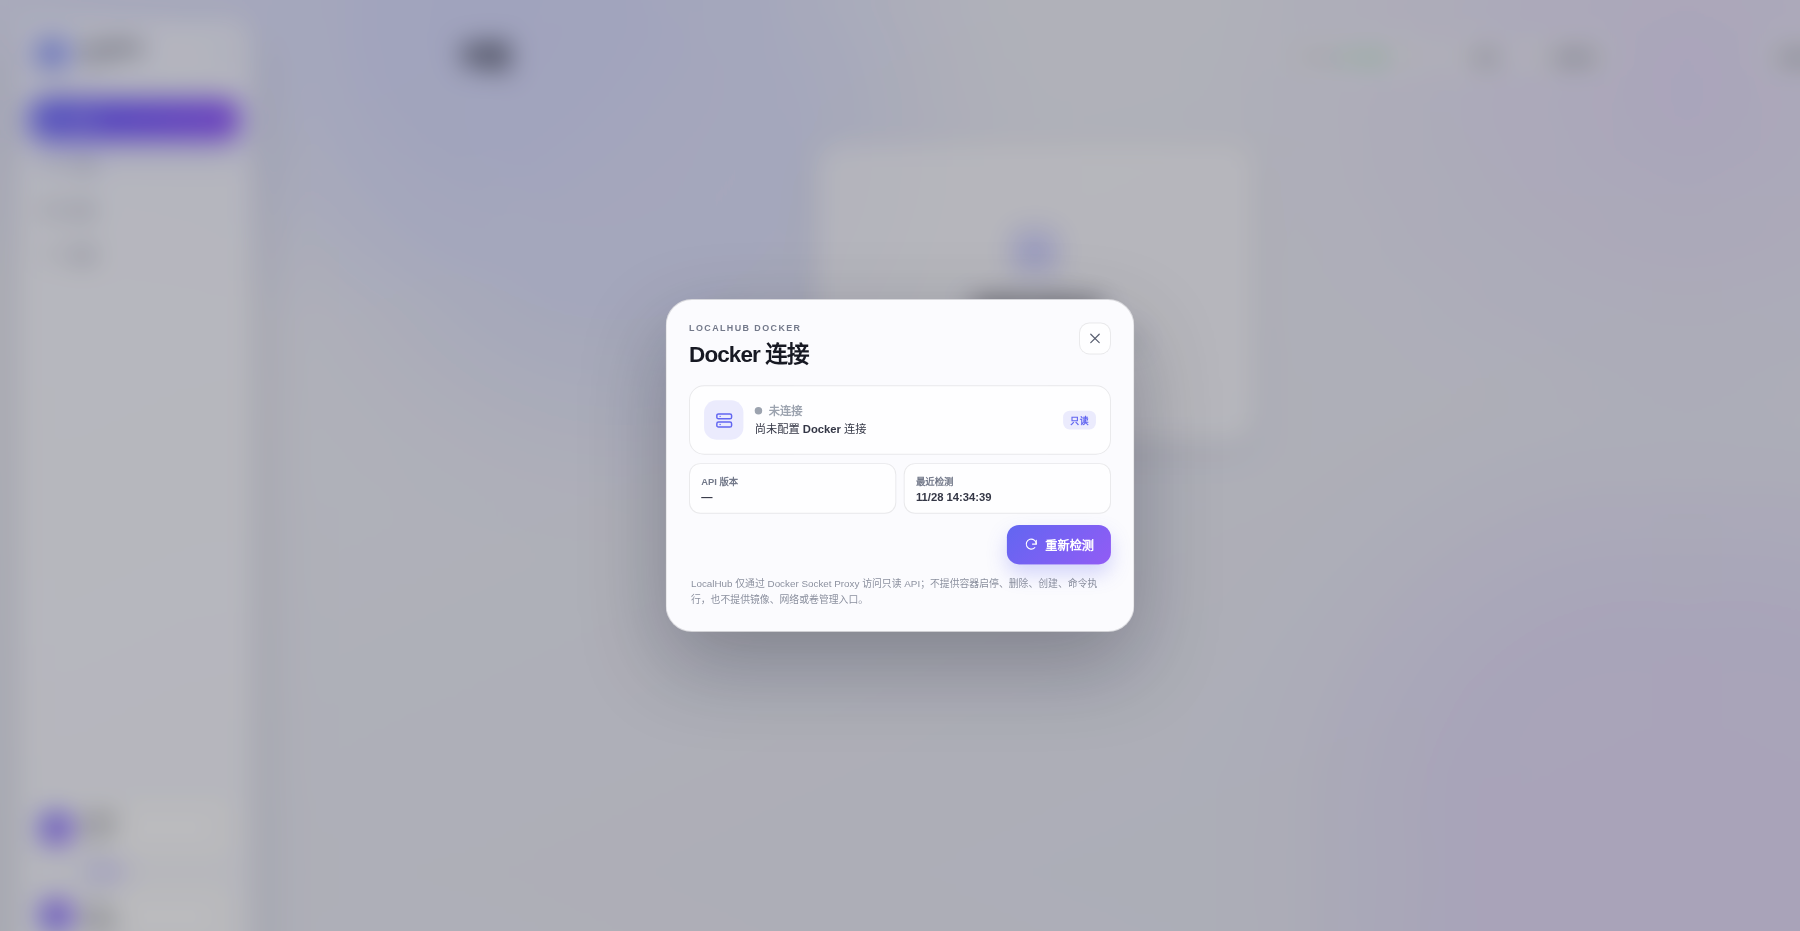 LOCALHUB DOCKER
Docker 连接
未连接
尚未配置 Docker 连接
只读
API 版本
—
最近检测
11/28 14:34:39
重新检测
LocalHub 仅通过 Docker Socket Proxy 访问只读 API；不提供容器启停、删除、创建、命令执
行，也不提供镜像、网络或卷管理入口。